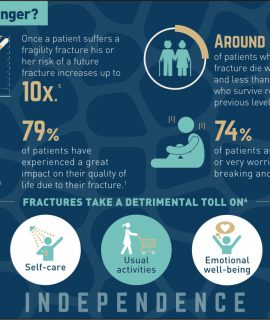 nger?
Once a patient suffers a
fragility fracture his or
her risk of a future
fracture increases up to
10x.⁵
AROUND
of patients wh
fracture die w
and less than
who survive re
previous level
79%
of patients have
experienced a great
impact on their quality of
life due to their fracture.¹
74%
of patients a
or very worri
breaking anot
FRACTURES TAKE A DETRIMENTAL TOLL ON⁶
Self-care
Usual
activities
Emotional
well-being
INDEPENDENCE